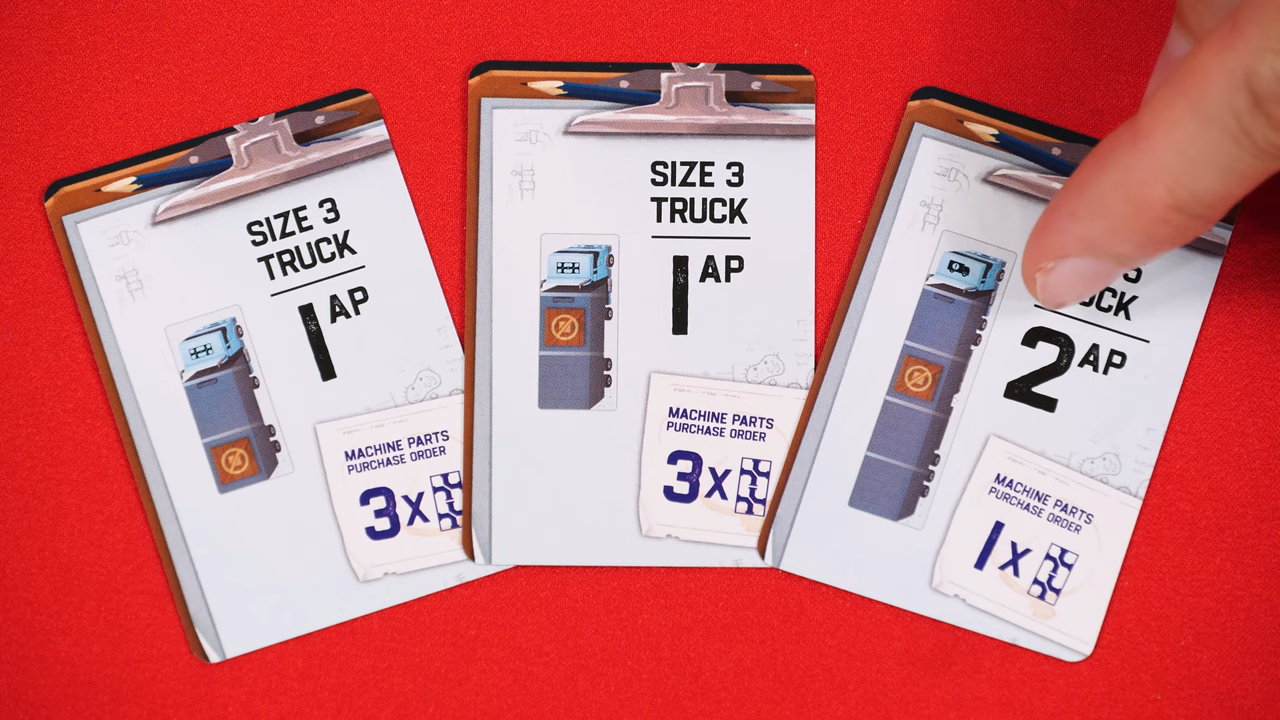 SIZE 3
TRUCK
1 AP
MACHINE PARTS
PURCHASE ORDER
3x
SIZE 3
TRUCK
1 AP
MACHINE PARTS
PURCHASE ORDER
3x
2 AP
MACHINE PARTS
PURCHASE ORDER
1x